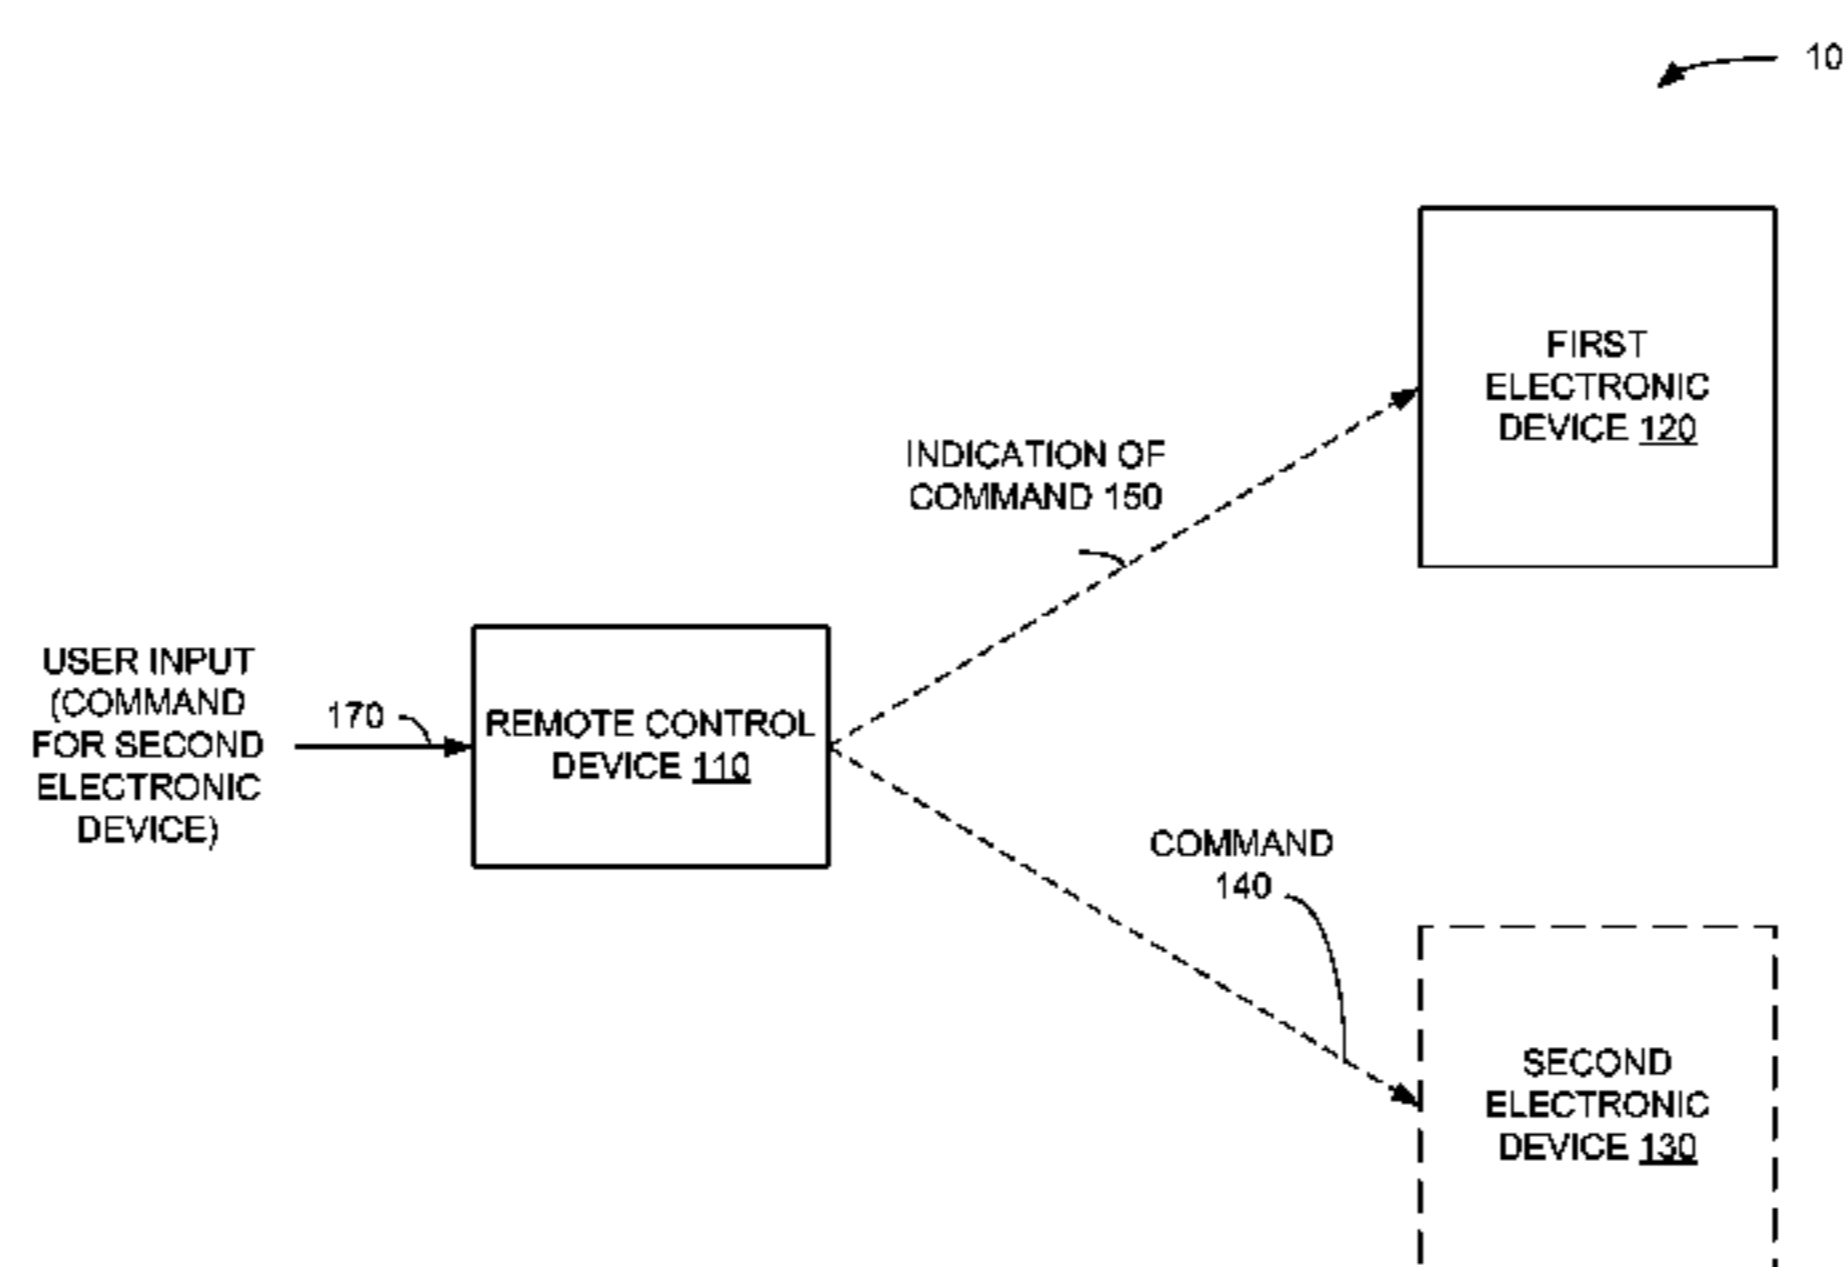 10
FIRST
ELECTRONIC
DEVICE 120
INDICATION OF
COMMAND 150
USER INPUT
(COMMAND
FOR SECOND
ELECTRONIC
DEVICE)
170
REMOTE CONTROL
DEVICE 110
COMMAND
140
SECOND
ELECTRONIC
DEVICE 130